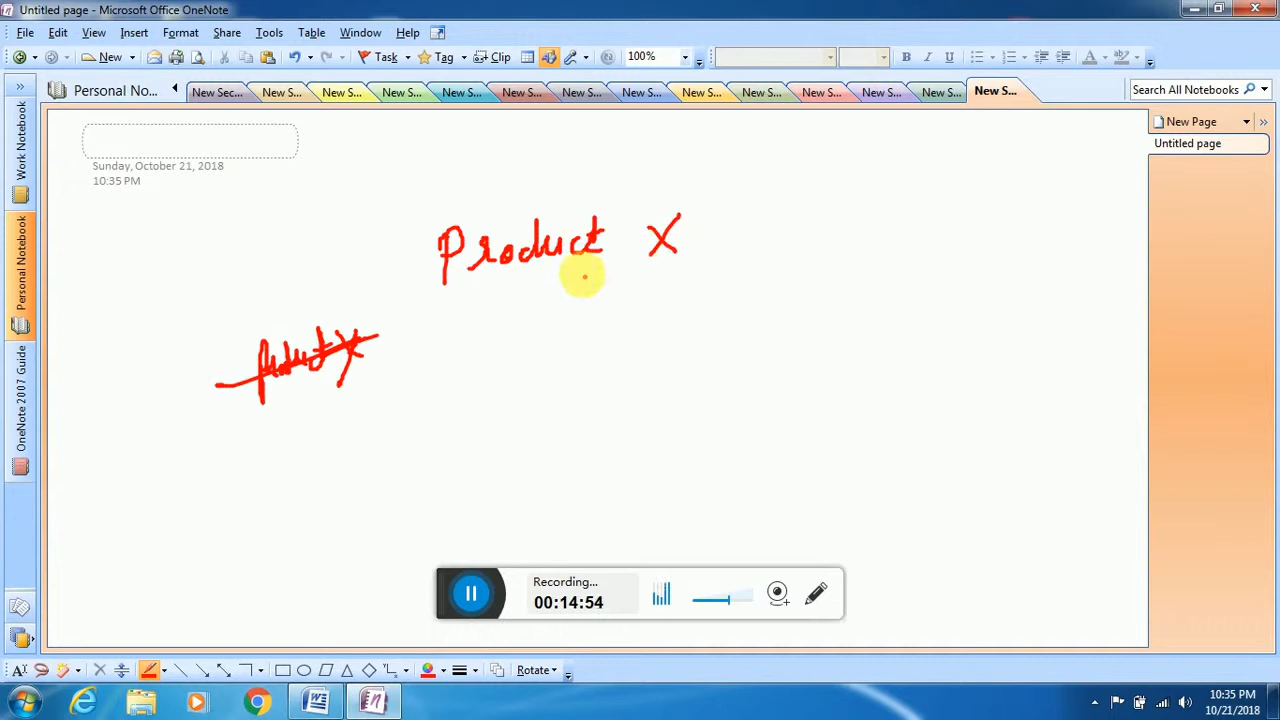 Untitled page - Microsoft Office OneNote
File Edit View Insert Format Share Tools Table Window Help
New Task Tag Clip 100%
Personal No... New Sec... New S... New S... New S... New S... New S... New S... New S... New S... New S... New S... New S... New S... New S... Search All Notebooks
Work Notebook
Personal Notebook
OneNote 2007 Guide
New Page
Untitled page
Sunday, October 21, 2018
10:35 PM
Product X
Product X
Recording...
00:14:54
Rotate
10:35 PM
10/21/2018